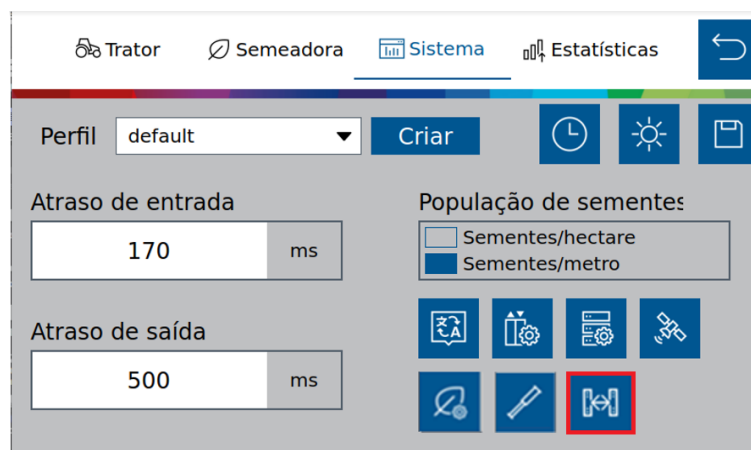 Trator Semeadora Sistema Estatísticas
Perfil default Criar
Atraso de entrada
170 ms
População de sementes
Sementes/hectare
Sementes/metro
Atraso de saída
500 ms